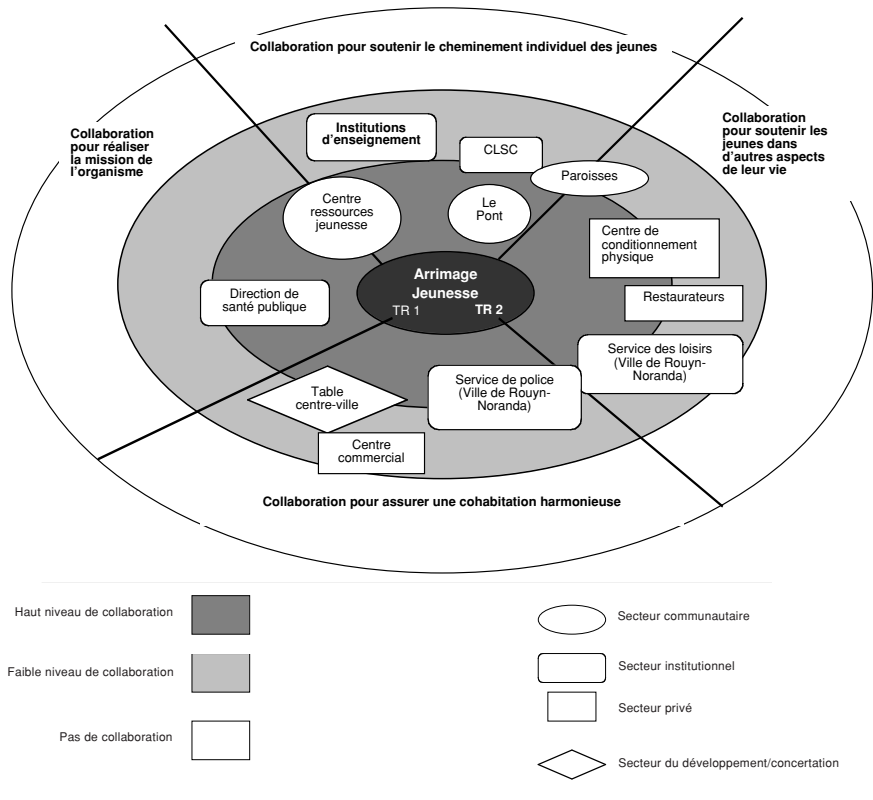 Collaboration pour soutenir le cheminement individuel des jeunes
Collaboration
pour réaliser
la mission de
l'organisme
Collaboration
pour soutenir les
jeunes dans
d'autres aspects
de leur vie
Institutions
d'enseignement
CLSC
Paroisses
Centre
ressources
jeunesse
Le
Pont
Centre de
conditionnement
physique
Arrimage
Jeunesse
TR 1
TR 2
Direction de
santé publique
Restaurateurs
Service des loisirs
(Ville de Rouyn-
Noranda)
Table
centre-ville
Service de police
(Ville de Rouyn-
Noranda)
Centre
commercial
Collaboration pour assurer une cohabitation harmonieuse
Haut niveau de collaboration
Faible niveau de collaboration
Pas de collaboration
Secteur communautaire
Secteur institutionnel
Secteur privé
Secteur du développement/concertation